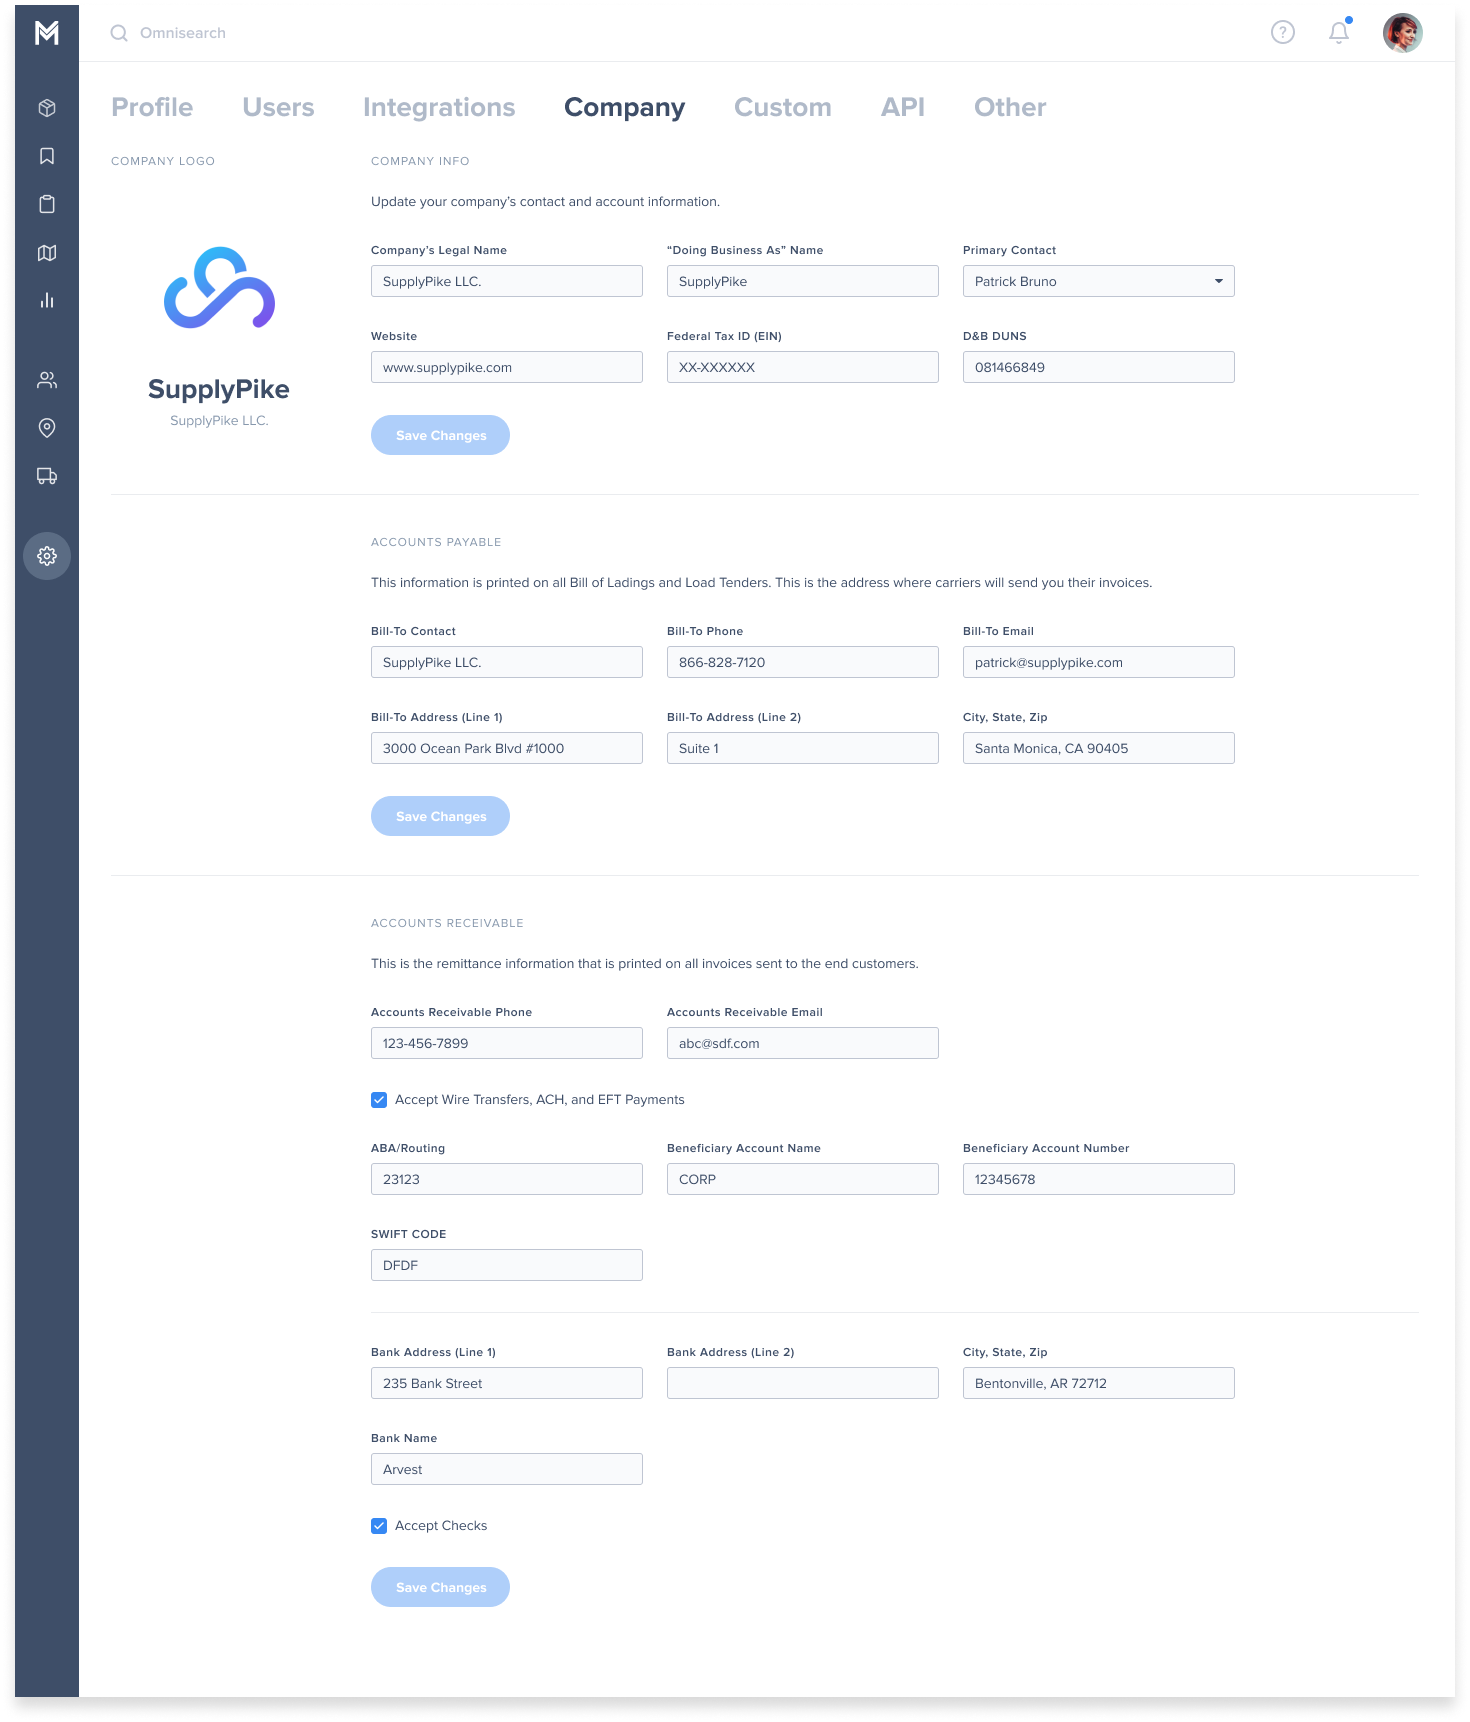 Omnisearch
Profile Users Integrations Company Custom API Other
COMPANY LOGO
COMPANY INFO
Update your company’s contact and account information.
Company’s Legal Name “Doing Business As” Name Primary Contact
SupplyPike LLC. SupplyPike Patrick Bruno
Website Federal Tax ID (EIN) D&B DUNS
www.supplypike.com XX-XXXXXX 081466849
SupplyPike
SupplyPike LLC.
Save Changes
ACCOUNTS PAYABLE
This information is printed on all Bill of Ladings and Load Tenders. This is the address where carriers will send you their invoices.
Bill-To Contact Bill-To Phone Bill-To Email
SupplyPike LLC. 866-828-7120 patrick@supplypike.com
Bill-To Address (Line 1) Bill-To Address (Line 2) City, State, Zip
3000 Ocean Park Blvd #1000 Suite 1 Santa Monica, CA 90405
Save Changes
ACCOUNTS RECEIVABLE
This is the remittance information that is printed on all invoices sent to the end customers.
Accounts Receivable Phone Accounts Receivable Email
123-456-7899 abc@sdf.com
Accept Wire Transfers, ACH, and EFT Payments
ABA/Routing Beneficiary Account Name Beneficiary Account Number
23123 CORP 12345678
SWIFT CODE
DFDF
Bank Address (Line 1) Bank Address (Line 2) City, State, Zip
235 Bank Street Bentonville, AR 72712
Bank Name
Arvest
Accept Checks
Save Changes